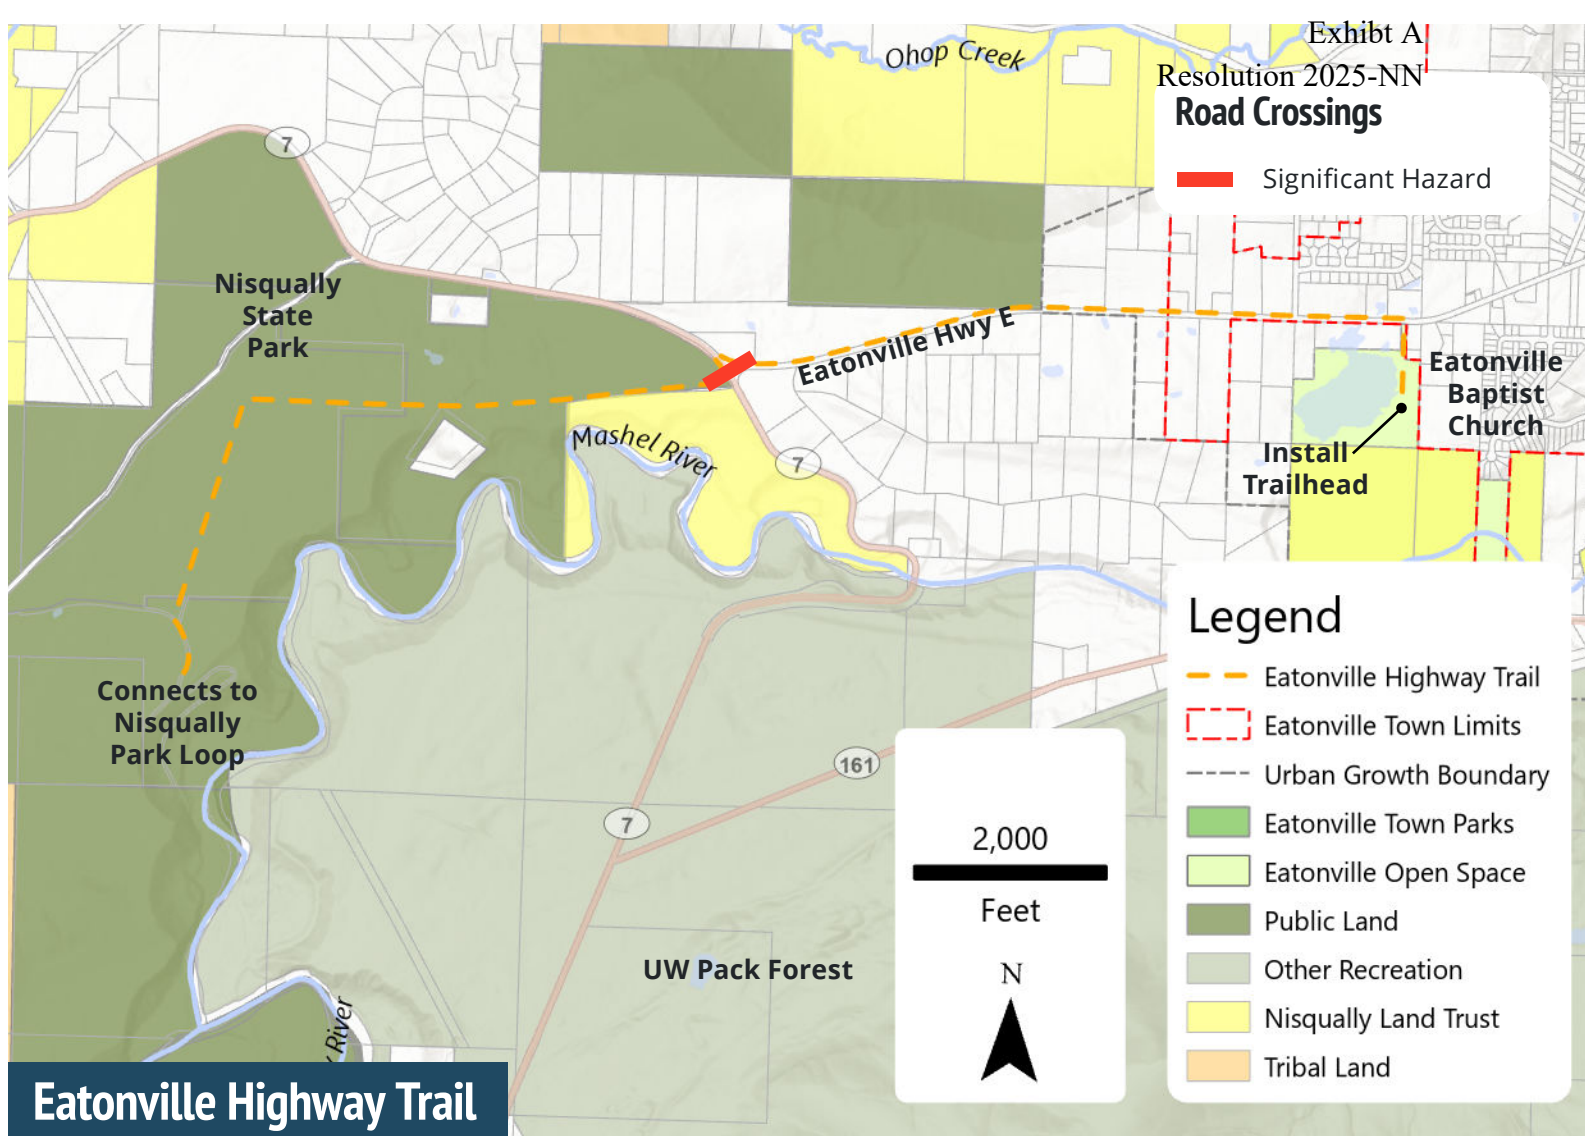 Exhibt A
Resolution 2025-NN
Road Crossings
Significant Hazard
Ohop Creek
7
Nisqually
State
Park
Eatonville Hwy E
Eatonville
Baptist
Church
Mashel River
7
Install
Trailhead
Connects to
Nisqually
Park Loop
161
7
UW Pack Forest
River
2,000
Feet
N
Legend
Eatonville Highway Trail
Eatonville Town Limits
Urban Growth Boundary
Eatonville Town Parks
Eatonville Open Space
Public Land
Other Recreation
Nisqually Land Trust
Tribal Land
Eatonville Highway Trail